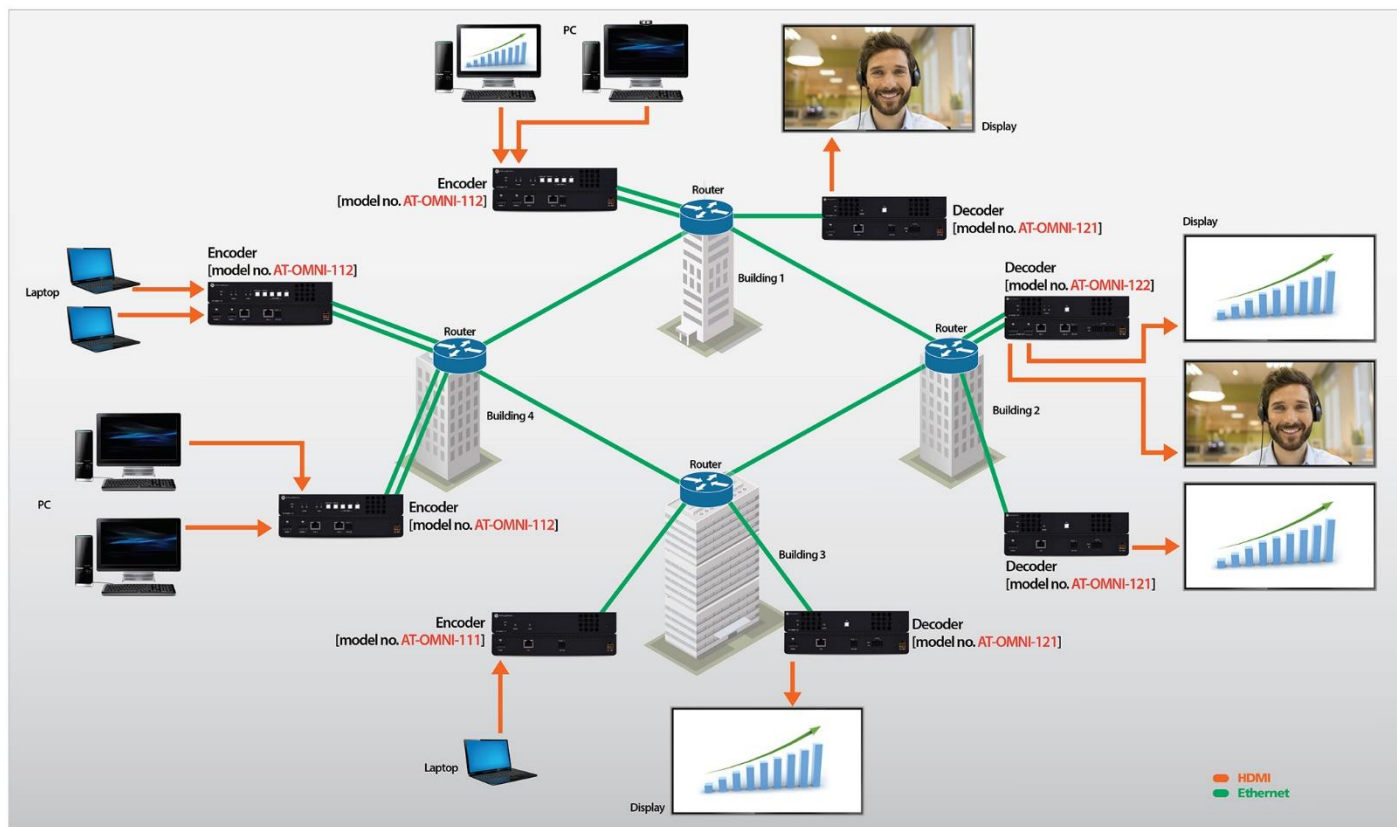 PC
Display
Encoder
[model no. AT-OMNI-112]
Router
Decoder
[model no. AT-OMNI-121]
Building 1
Encoder
[model no. AT-OMNI-112]
Laptop
Display
Decoder
[model no. AT-OMNI-122]
Router
Building 4
Router
Building 2
PC
Encoder
[model no. AT-OMNI-112]
Router
Building 3
Decoder
[model no. AT-OMNI-121]
Encoder
[model no. AT-OMNI-111]
Decoder
[model no. AT-OMNI-121]
Laptop
Display
HDMI
Ethernet